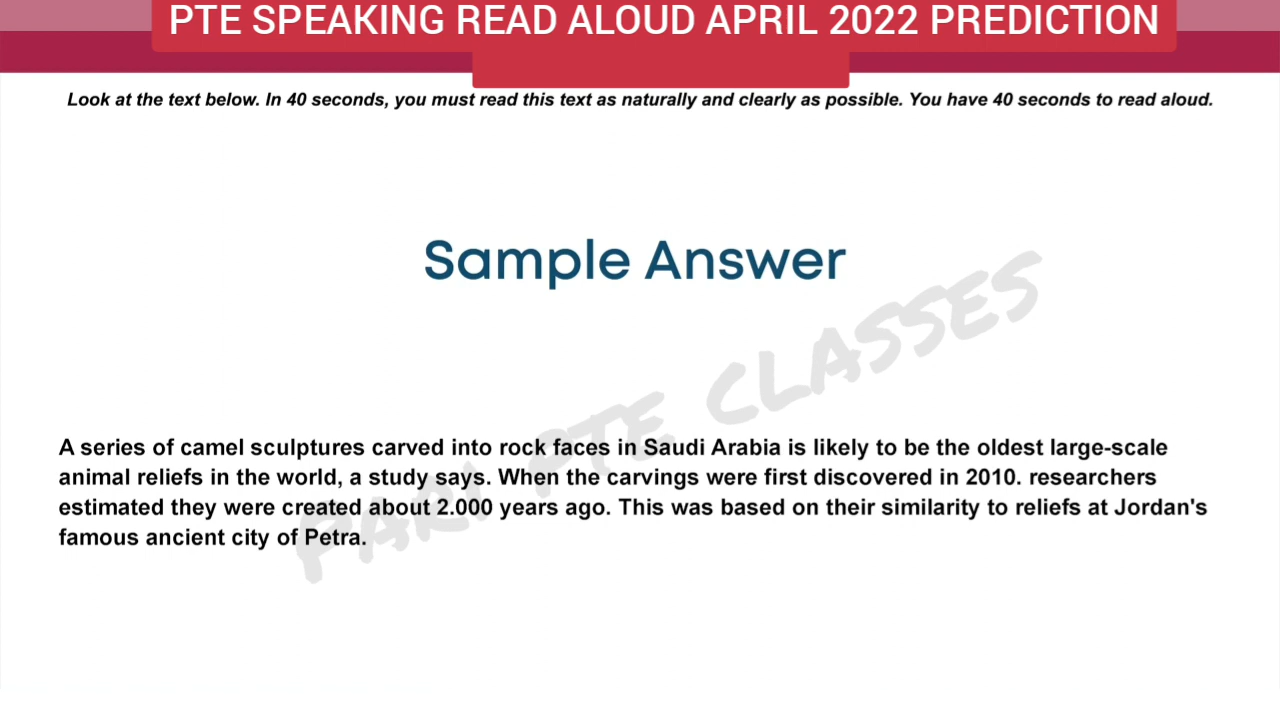 PTE SPEAKING READ ALOUD APRIL 2022 PREDICTION
Look at the text below. In 40 seconds, you must read this text as naturally and clearly as possible. You have 40 seconds to read aloud.
Sample Answer
PARI PTE CLASSES
A series of camel sculptures carved into rock faces in Saudi Arabia is likely to be the oldest large-scale
animal reliefs in the world, a study says. When the carvings were first discovered in 2010. researchers
estimated they were created about 2.000 years ago. This was based on their similarity to reliefs at Jordan's
famous ancient city of Petra.